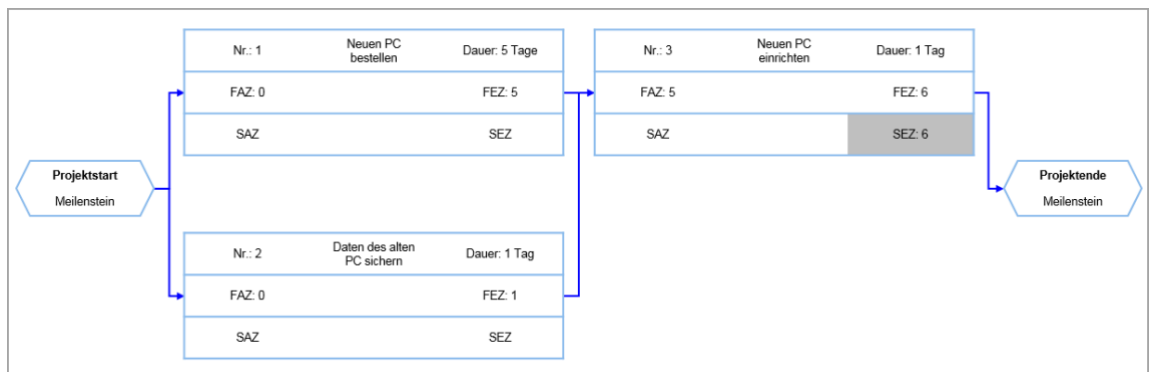 Nr.: 1 Neuen PC bestellen Dauer: 5 Tage
FAZ: 0 FEZ: 5
SAZ SEZ
Nr.: 3 Neuen PC einrichten Dauer: 1 Tag
FAZ: 5 FEZ: 6
SAZ SEZ: 6
Projektstart
Meilenstein
Projektende
Meilenstein
Nr.: 2 Daten des alten PC sichern Dauer: 1 Tag
FAZ: 0 FEZ: 1
SAZ SEZ